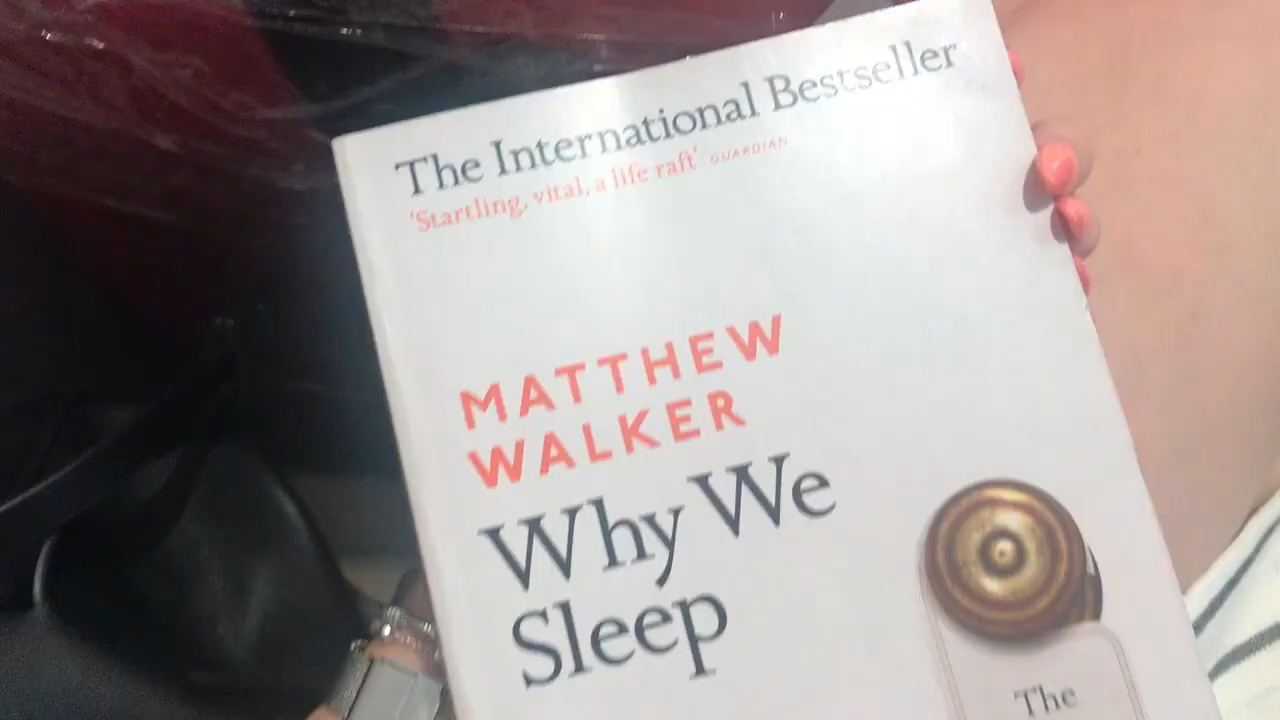 The International Bestseller
'Startling, vital, a life raft' GUARDIAN
MATTHEW
WALKER
Why We
Sleep
The